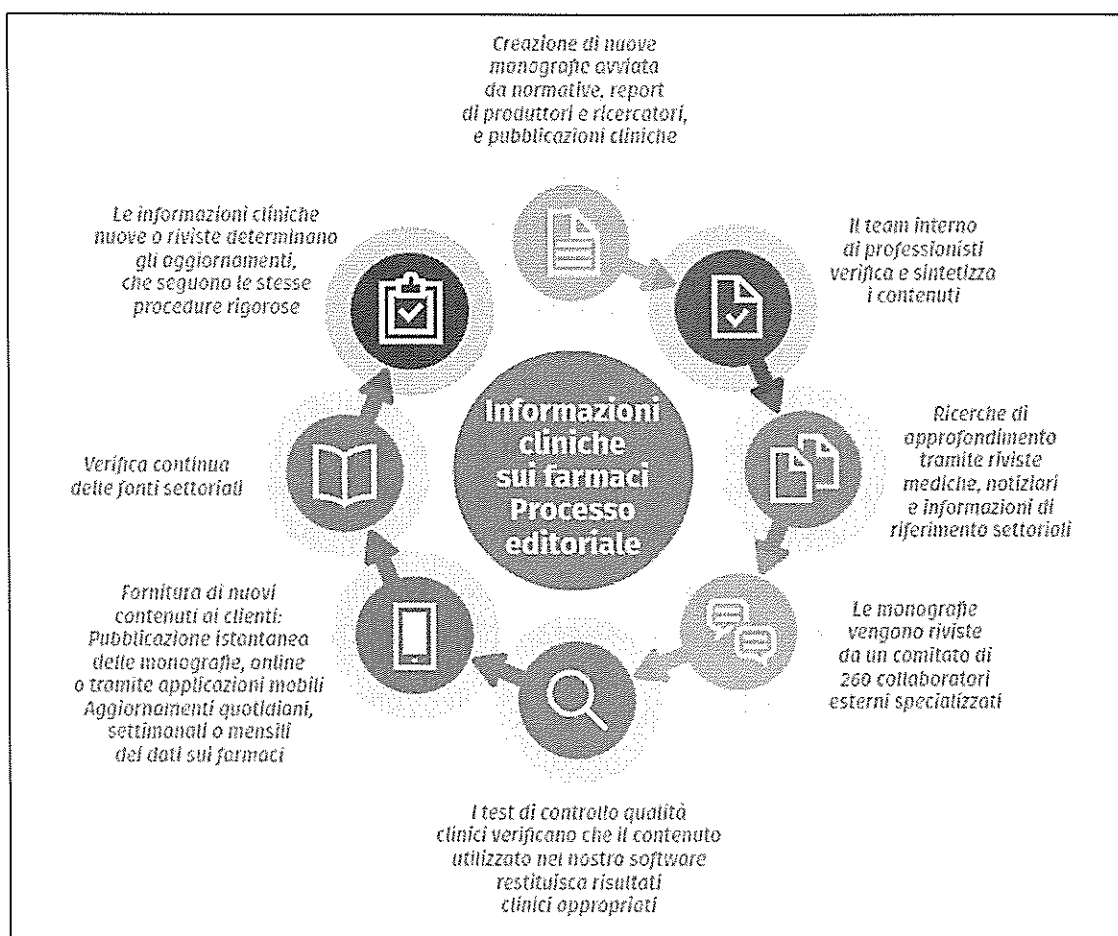 Creazione di nuove
monografie avviata
da normative, report
di produttori e ricercatori,
e pubblicazioni cliniche
Il team interno
di professionisti
verifica e sintetizza
i contenuti
Ricerche di
approfondimento
tramite riviste
mediche, notiziari
e informazioni di
riferimento settoriali
Le monografie
vengono riviste
da un comitato di
260 collaboratori
esterni specializzati
I test di controllo qualità
clinici verificano che il contenuto
utilizzato nel nostro software
restituisca risultati
clinici appropriati
Fornitura di nuovi
contenuti ai clienti:
Pubblicazione istantanea
delle monografie, online
o tramite applicazioni mobili
Aggiornamenti quotidiani,
settimanali o mensili
dei dati sui farmaci
Verifica continua
delle fonti settoriali
Le informazioni cliniche
nuove o riviste determinano
gli aggiornamenti,
che seguono le stesse
procedure rigorose
Informazioni
cliniche
sui farmaci
Processo
editoriale